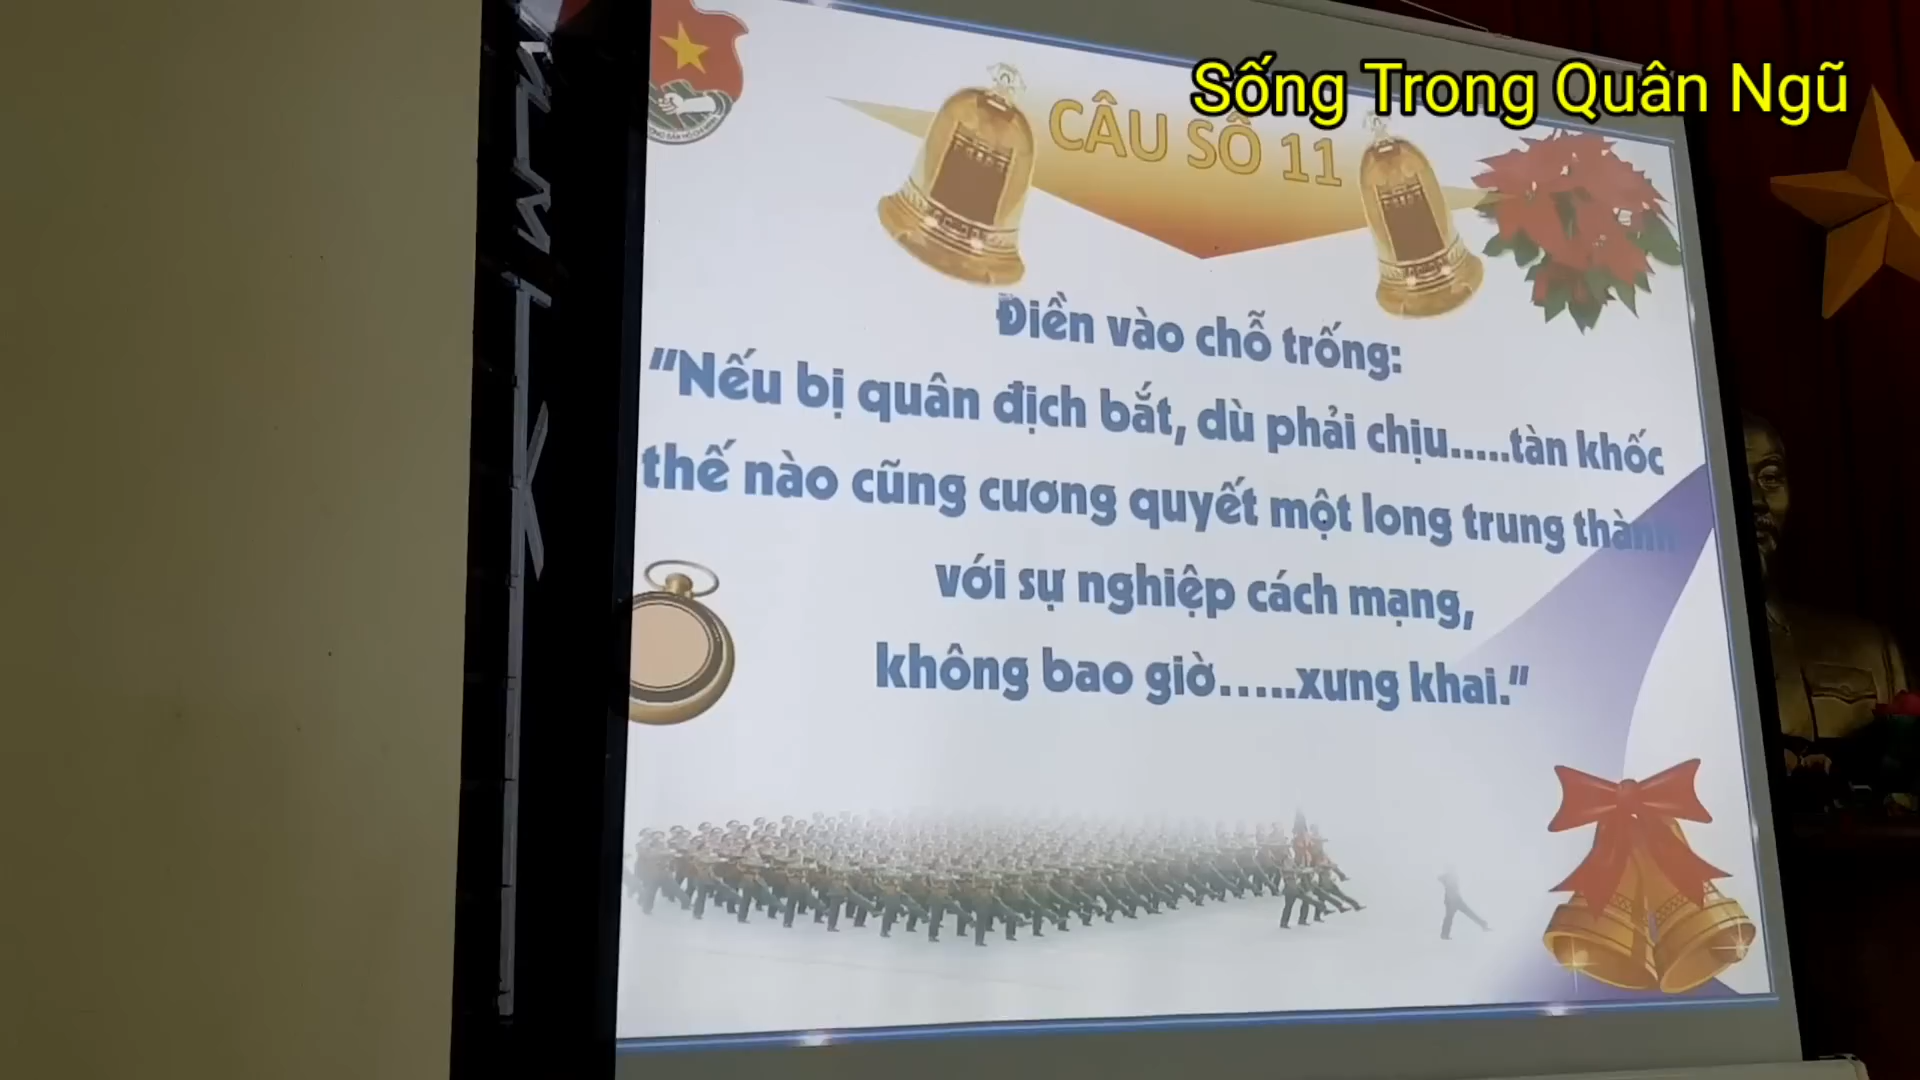 Sống Trong Quân Ngũ
CÂU SỐ 11
Điền vào chỗ trống:
“Nếu bị quân địch bắt, dù phải chịu.....tàn khốc
thế nào cũng cương quyết một long trung thành
với sự nghiệp cách mạng,
không bao giờ.....xưng khai.”